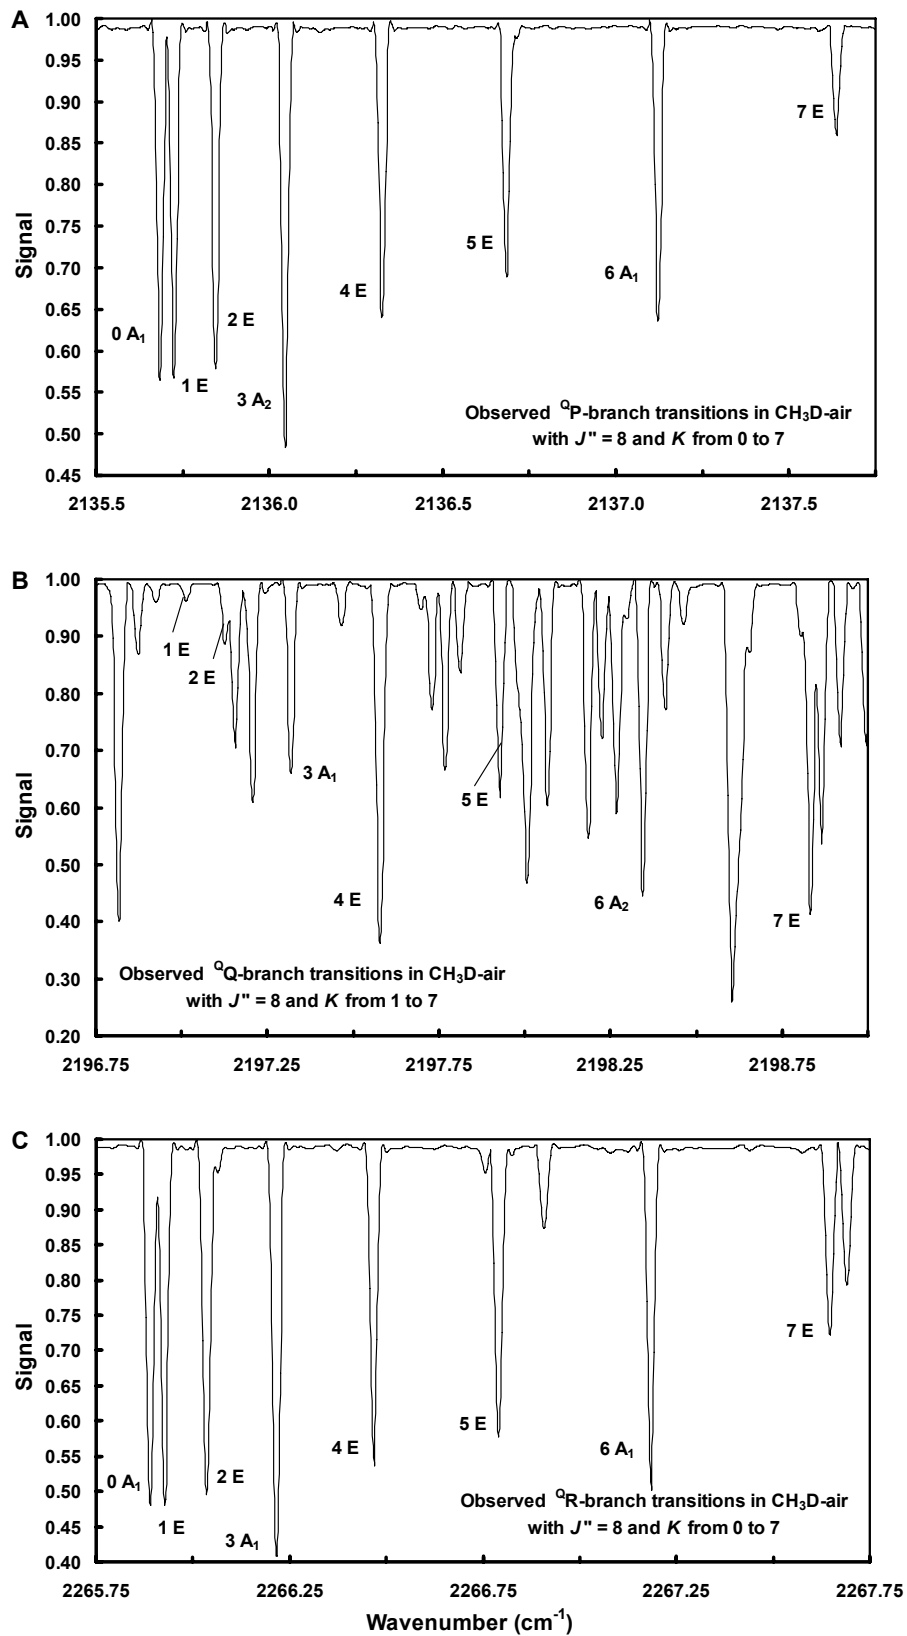 A
1.00
0.95
0.90
0.85
0.80
0.75
0.70
0.65
0.60
0.55
0.50
0.45
Signal
0 A₁
1 E
2 E
3 A₂
4 E
5 E
6 A₁
7 E
Observed ᵠP-branch transitions in CH₃D-air
with J" = 8 and K from 0 to 7
2135.5 2136.0 2136.5 2137.0 2137.5
B
1.00
0.90
0.80
0.70
0.60
0.50
0.40
0.30
0.20
Signal
1 E
2 E
3 A₁
4 E
5 E
6 A₂
7 E
Observed ᵠQ-branch transitions in CH₃D-air
with J" = 8 and K from 1 to 7
2196.75 2197.25 2197.75 2198.25 2198.75
C
1.00
0.95
0.90
0.85
0.80
0.75
0.70
0.65
0.60
0.55
0.50
0.45
0.40
Signal
0 A₁
1 E
2 E
3 A₁
4 E
5 E
6 A₁
7 E
Observed ᵠR-branch transitions in CH₃D-air
with J" = 8 and K from 0 to 7
2265.75 2266.25 2266.75 2267.25 2267.75
Wavenumber (cm⁻¹)